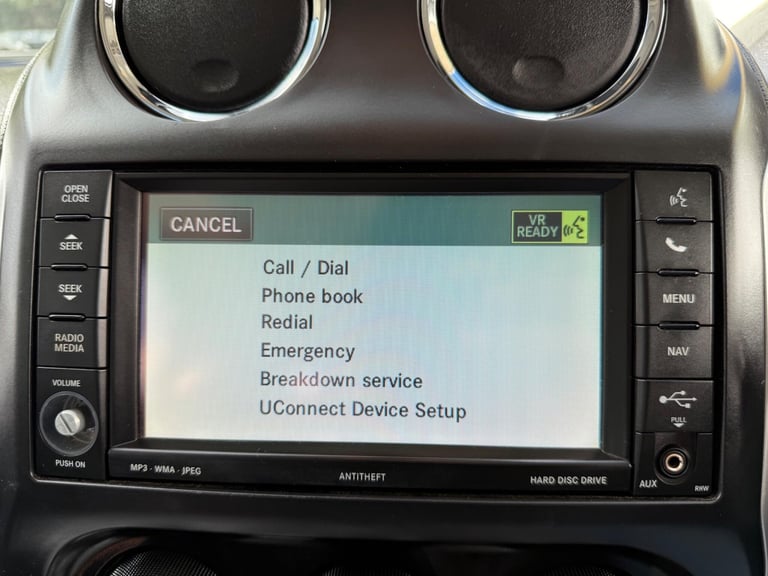 OPEN
CLOSE
SEEK
SEEK
RADIO
MEDIA
VOLUME
PUSH ON
CANCEL
VR
READY
Call / Dial
Phone book
Redial
Emergency
Breakdown service
UConnect Device Setup
MP3 · WMA · JPEG
ANTITHEFT
HARD DISC DRIVE
MENU
NAV
PULL
AUX
RHW